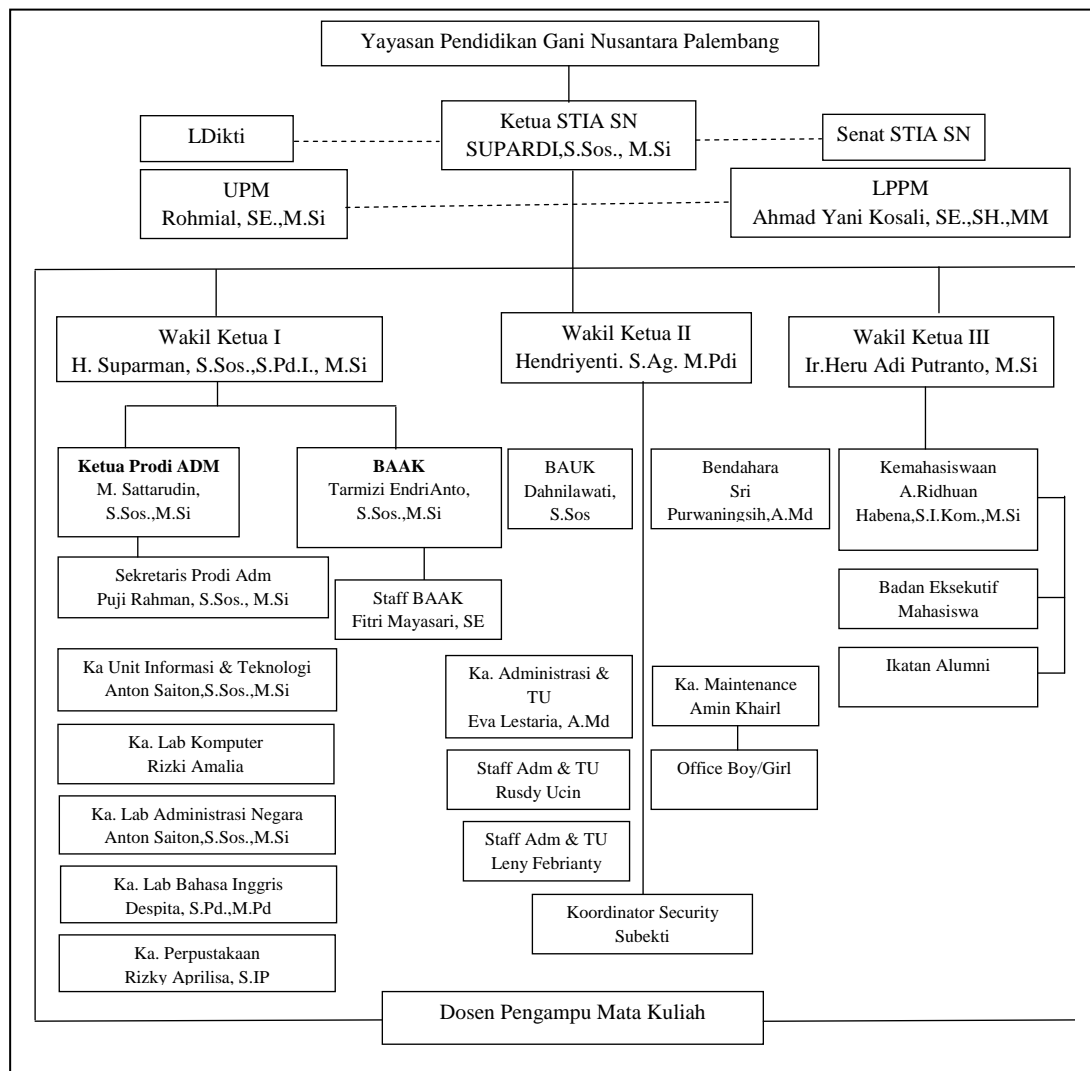 Yayasan Pendidikan Gani Nusantara Palembang
Ketua STIA SN
SUPARDI,S.Sos., M.Si
LDikti
Senat STIA SN
UPM
Rohmial, SE.,M.Si
LPPM
Ahmad Yani Kosali, SE.,SH.,MM
Wakil Ketua I
H. Suparman, S.Sos.,S.Pd.I., M.Si
Wakil Ketua II
Hendriyenti. S.Ag. M.Pdi
Wakil Ketua III
Ir.Heru Adi Putranto, M.Si
Ketua Prodi ADM
M. Sattarudin,
S.Sos.,M.Si
BAAK
Tarmizi EndriAnto,
S.Sos.,M.Si
BAUK
Dahnilawati,
S.Sos
Bendahara
Sri
Purwaningsih,A.Md
Kemahasiswaan
A.Ridhuan
Habena,S.I.Kom.,M.Si
Sekretaris Prodi Adm
Puji Rahman, S.Sos., M.Si
Staff BAAK
Fitri Mayasari, SE
Badan Eksekutif
Mahasiswa
Ka Unit Informasi & Teknologi
Anton Saiton,S.Sos.,M.Si
Ka. Administrasi &
TU
Eva Lestaria, A.Md
Ka. Maintenance
Amin Khairl
Ikatan Alumni
Ka. Lab Komputer
Rizki Amalia
Staff Adm & TU
Rusdy Ucin
Office Boy/Girl
Ka. Lab Administrasi Negara
Anton Saiton,S.Sos.,M.Si
Staff Adm & TU
Leny Febrianty
Ka. Lab Bahasa Inggris
Despita, S.Pd.,M.Pd
Koordinator Security
Subekti
Ka. Perpustakaan
Rizky Aprilisa, S.IP
Dosen Pengampu Mata Kuliah